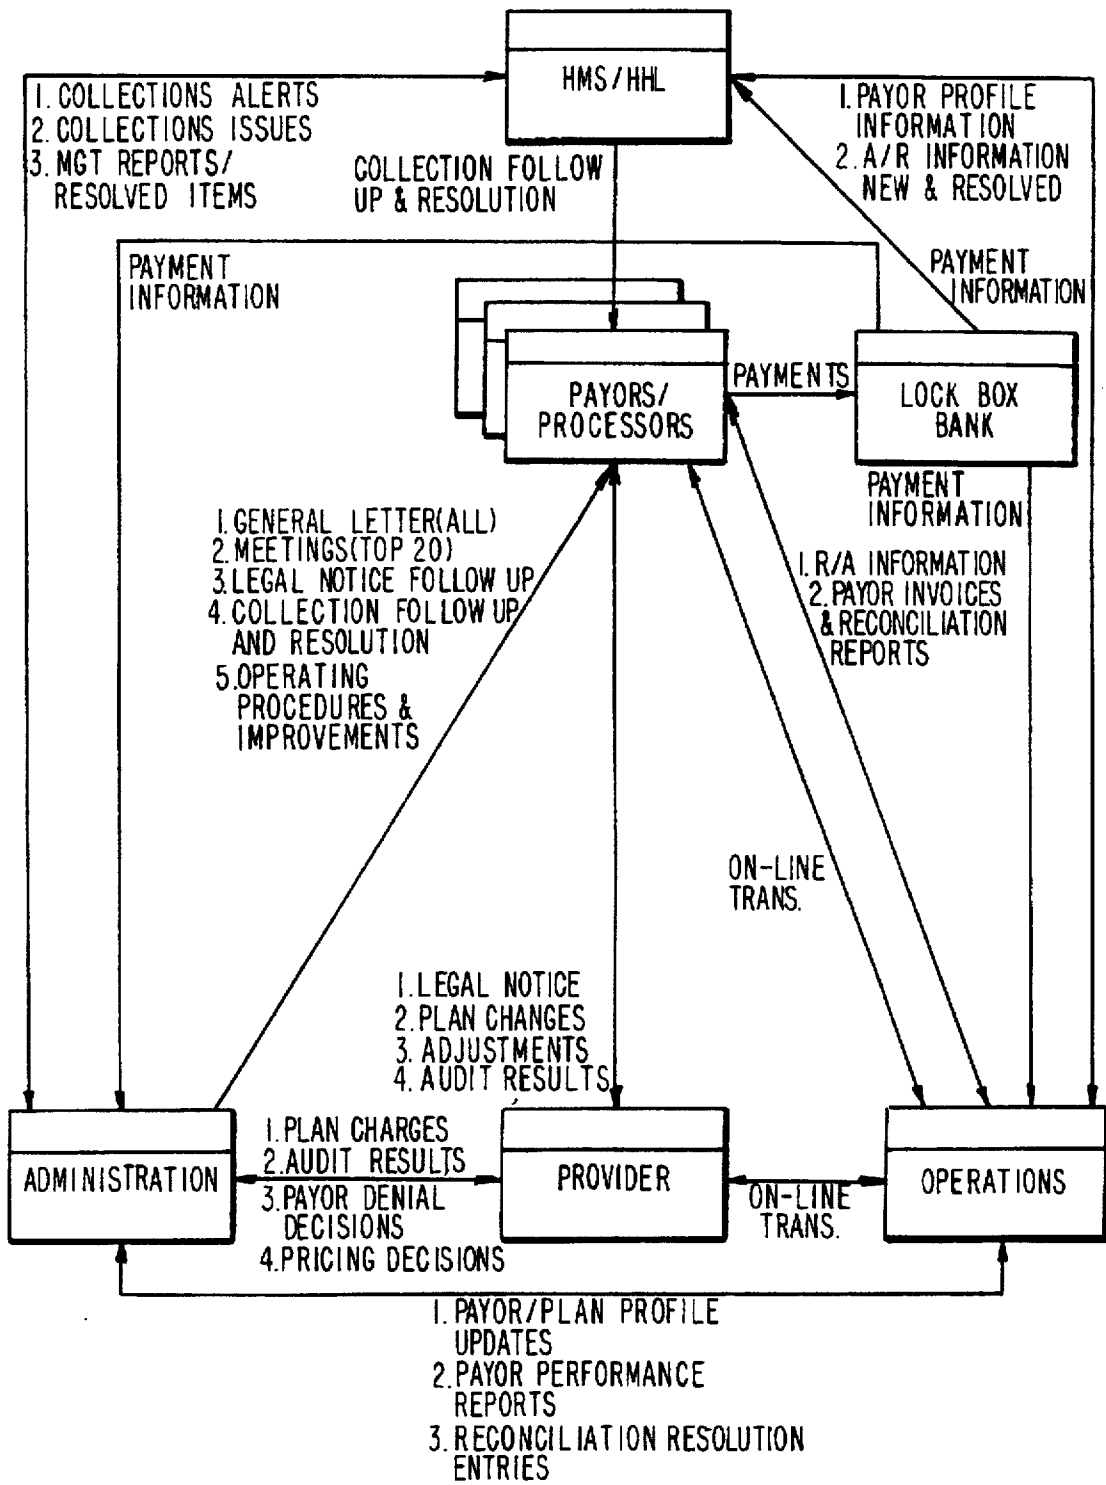 HMS/HHL
1. COLLECTIONS ALERTS
2. COLLECTIONS ISSUES
3. MGT REPORTS/
RESOLVED ITEMS
COLLECTION FOLLOW
UP & RESOLUTION
1. PAYOR PROFILE
INFORMATION
2. A/R INFORMATION
NEW & RESOLVED
PAYMENT
INFORMATION
PAYMENT
INFORMATION
PAYORS/
PROCESSORS
PAYMENTS
LOCK BOX
BANK
PAYMENT
INFORMATION
1. GENERAL LETTER(ALL)
2. MEETINGS(TOP 20)
3. LEGAL NOTICE FOLLOW UP
4. COLLECTION FOLLOW UP
AND RESOLUTION
5. OPERATING
PROCEDURES &
IMPROVEMENTS
1. R/A INFORMATION
2. PAYOR INVOICES
& RECONCILIATION
REPORTS
ON-LINE
TRANS.
1. LEGAL NOTICE
2. PLAN CHANGES
3. ADJUSTMENTS
4. AUDIT RESULTS
ADMINISTRATION
1. PLAN CHARGES
2. AUDIT RESULTS
3. PAYOR DENIAL
DECISIONS
4. PRICING DECISIONS
PROVIDER
ON-LINE
TRANS.
OPERATIONS
1. PAYOR/PLAN PROFILE
UPDATES
2. PAYOR PERFORMANCE
REPORTS
3. RECONCILIATION RESOLUTION
ENTRIES